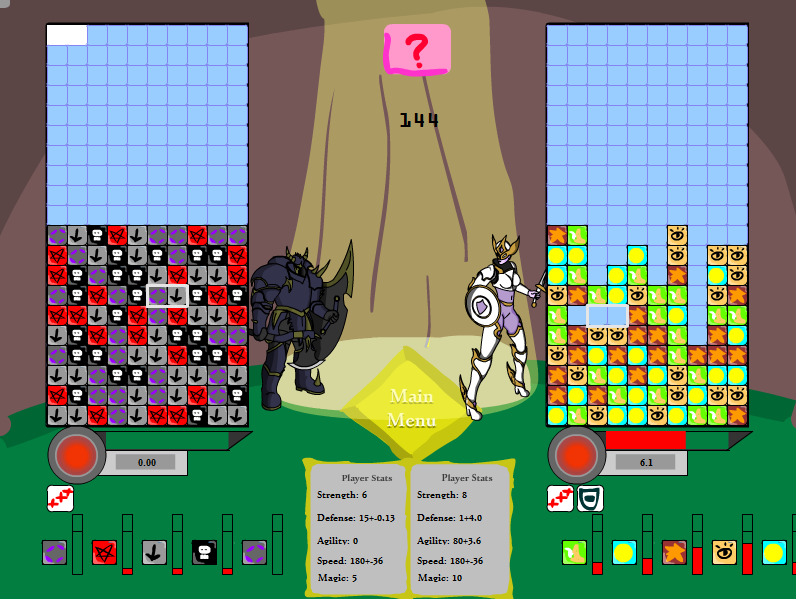 ?
144
Main
Menu
0.00
6.1
Player Stats
Strength: 6
Defense: 15+-0.13
Agility: 0
Speed: 180+-36
Magic: 5
Player Stats
Strength: 8
Defense: 1+4.0
Agility: 80+3.6
Speed: 180+-36
Magic: 10